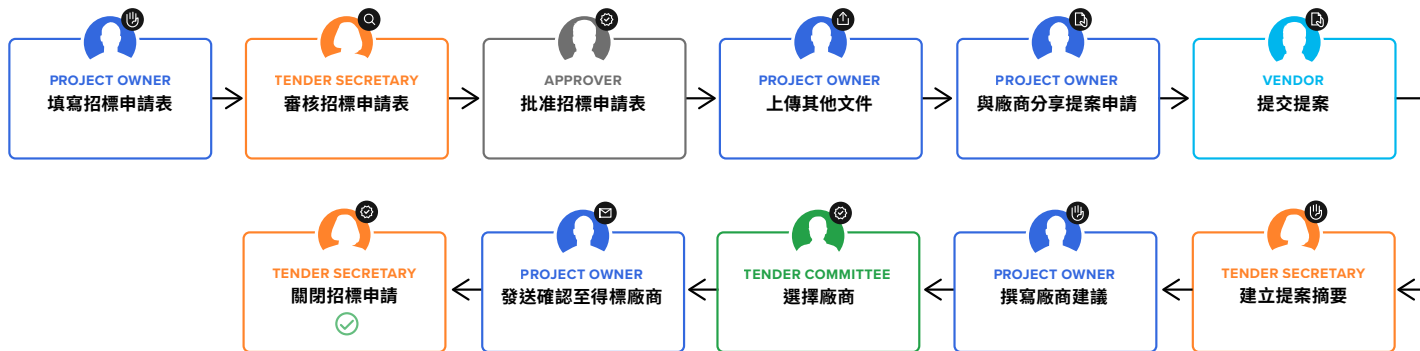 PROJECT OWNER
填寫招標申請表
TENDER SECRETARY
審核招標申請表
APPROVER
批准招標申請表
PROJECT OWNER
上傳其他文件
PROJECT OWNER
與廠商分享提案申請
VENDOR
提交提案
TENDER SECRETARY
建立提案摘要
PROJECT OWNER
撰寫廠商建議
TENDER COMMITTEE
選擇廠商
PROJECT OWNER
發送確認至得標廠商
TENDER SECRETARY
關閉招標申請